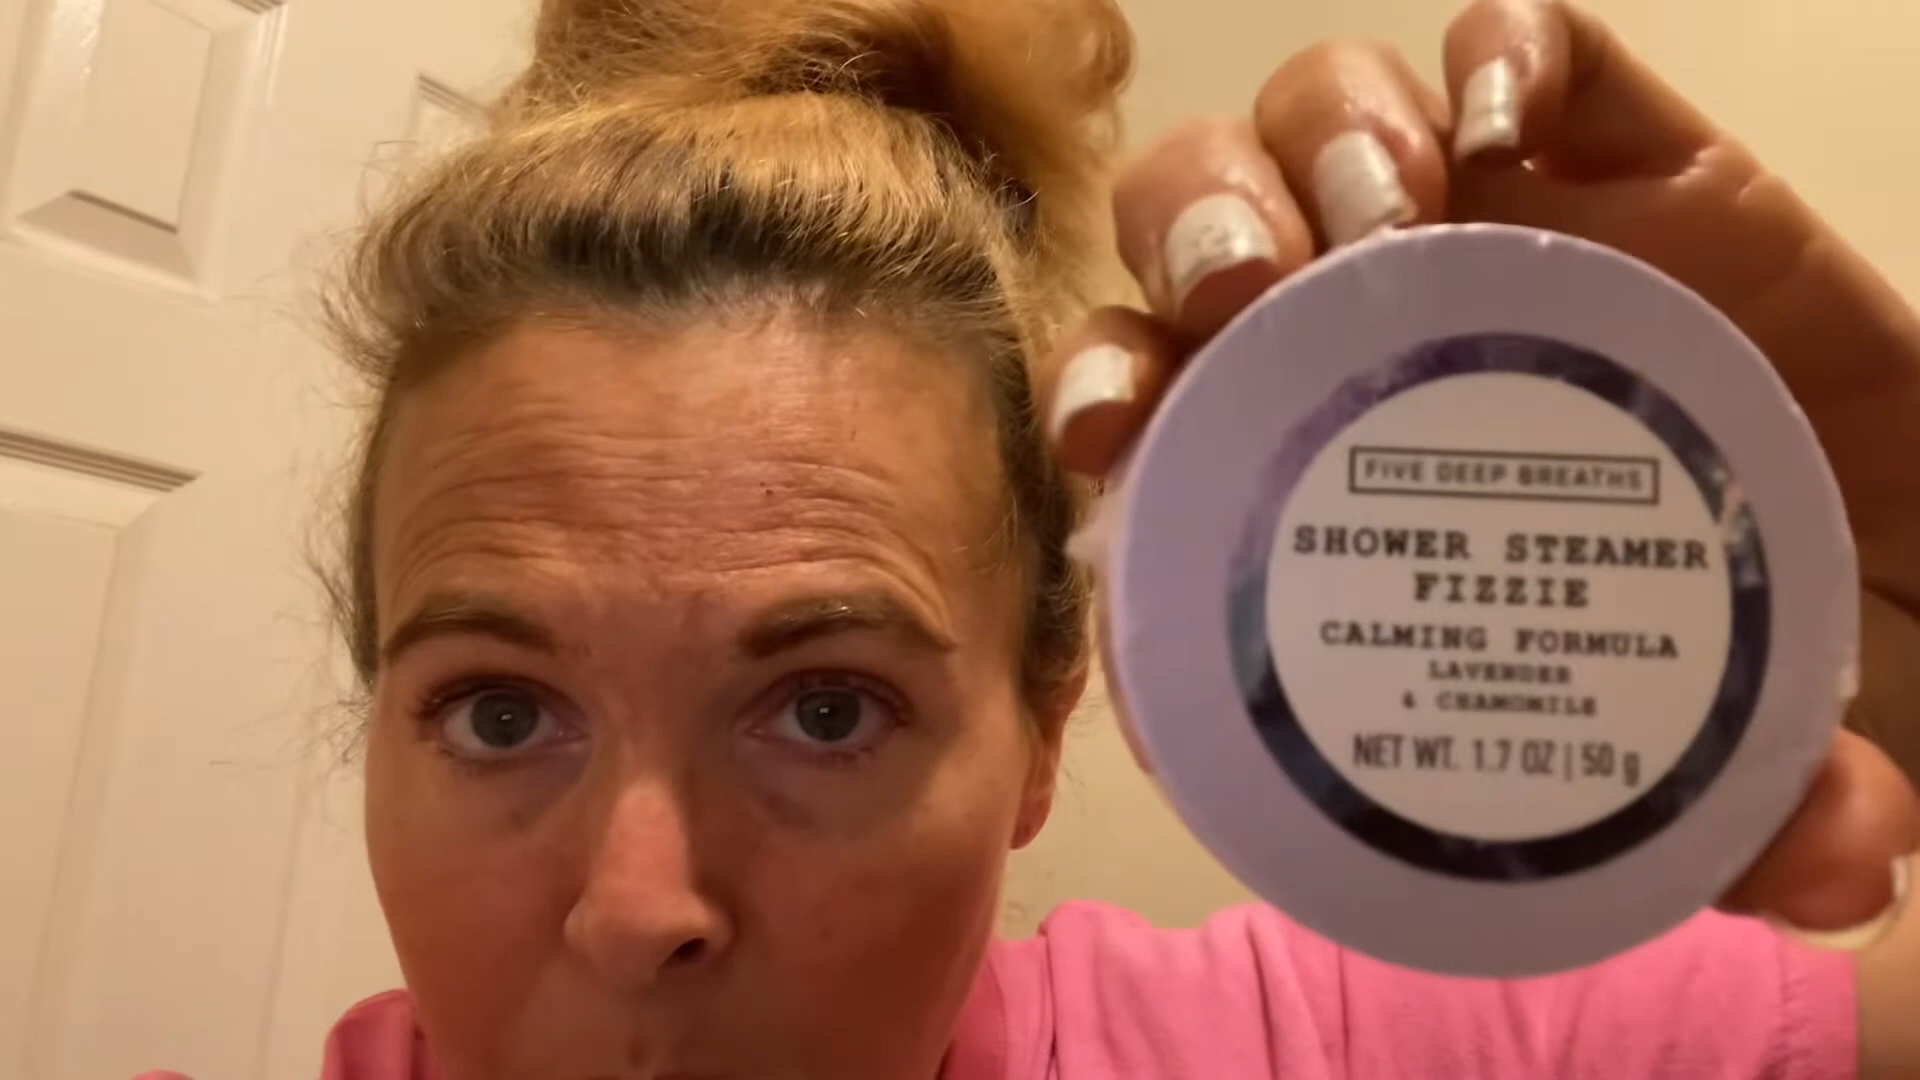 FIVE DEEP BREATHS
SHOWER STEAMER
FIZZIE
CALMING FORMULA
LAVENDER
& CHAMOMILE
NET WT. 1.7 OZ | 50 g